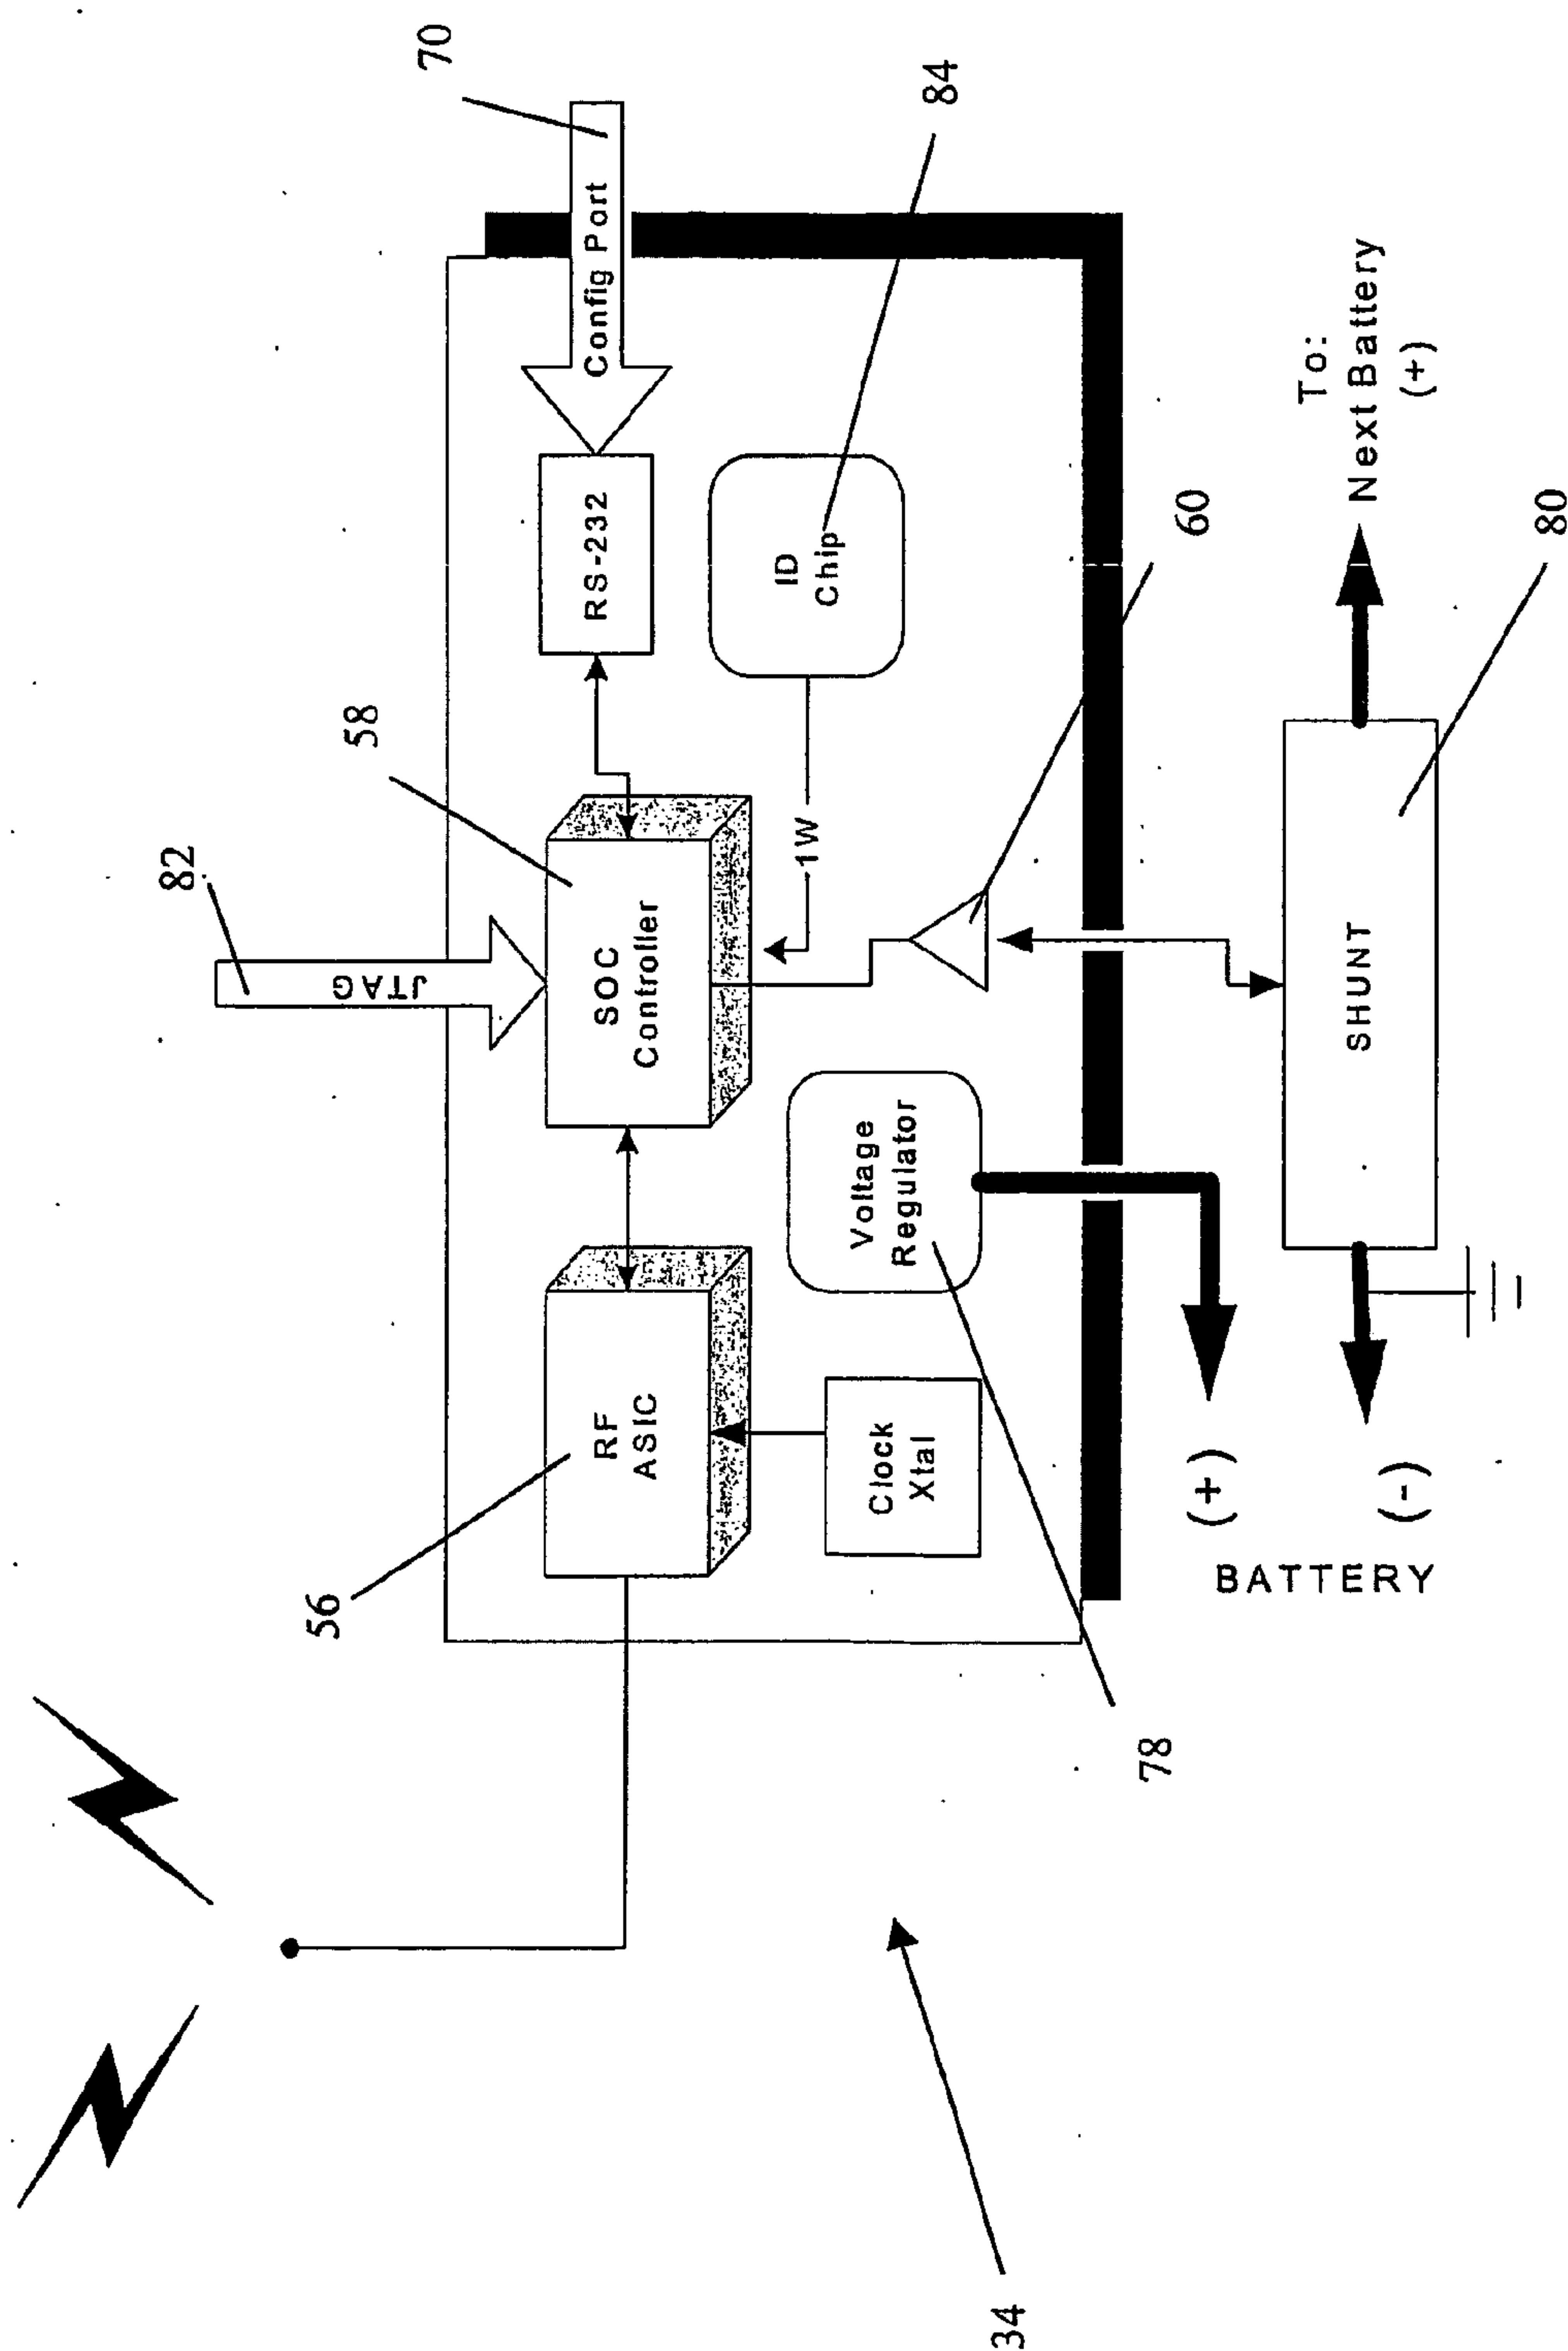 70
82
58
84
56
Config Port
JTAG
RS-232
SOC
Controller
RF
ASIC
ID
Chip
1W
Voltage
Regulator
Clock
Xtal
60
78
34
(+)
(-)
BATTERY
SHUNT
To:
Next Battery
(+)
80